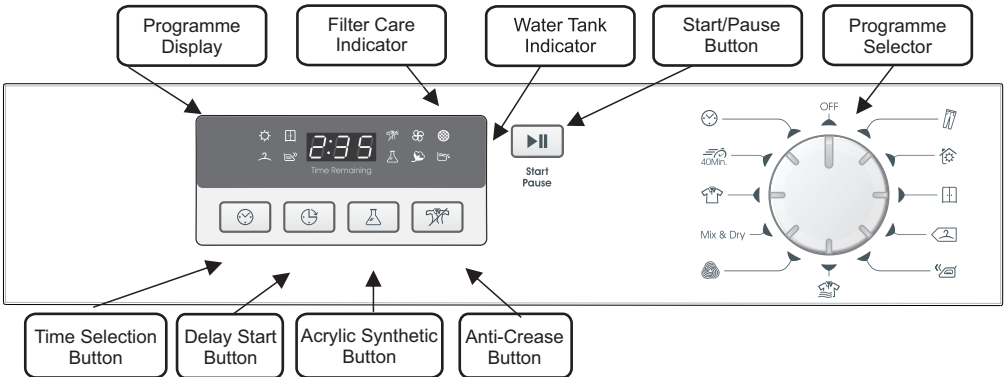 Programme
Display
Filter Care
Indicator
Water Tank
Indicator
Start/Pause
Button
Programme
Selector
2:35
Time Remaining
Start
Pause
OFF
40Min.
Mix & Dry
Time Selection
Button
Delay Start
Button
Acrylic Synthetic
Button
Anti-Crease
Button